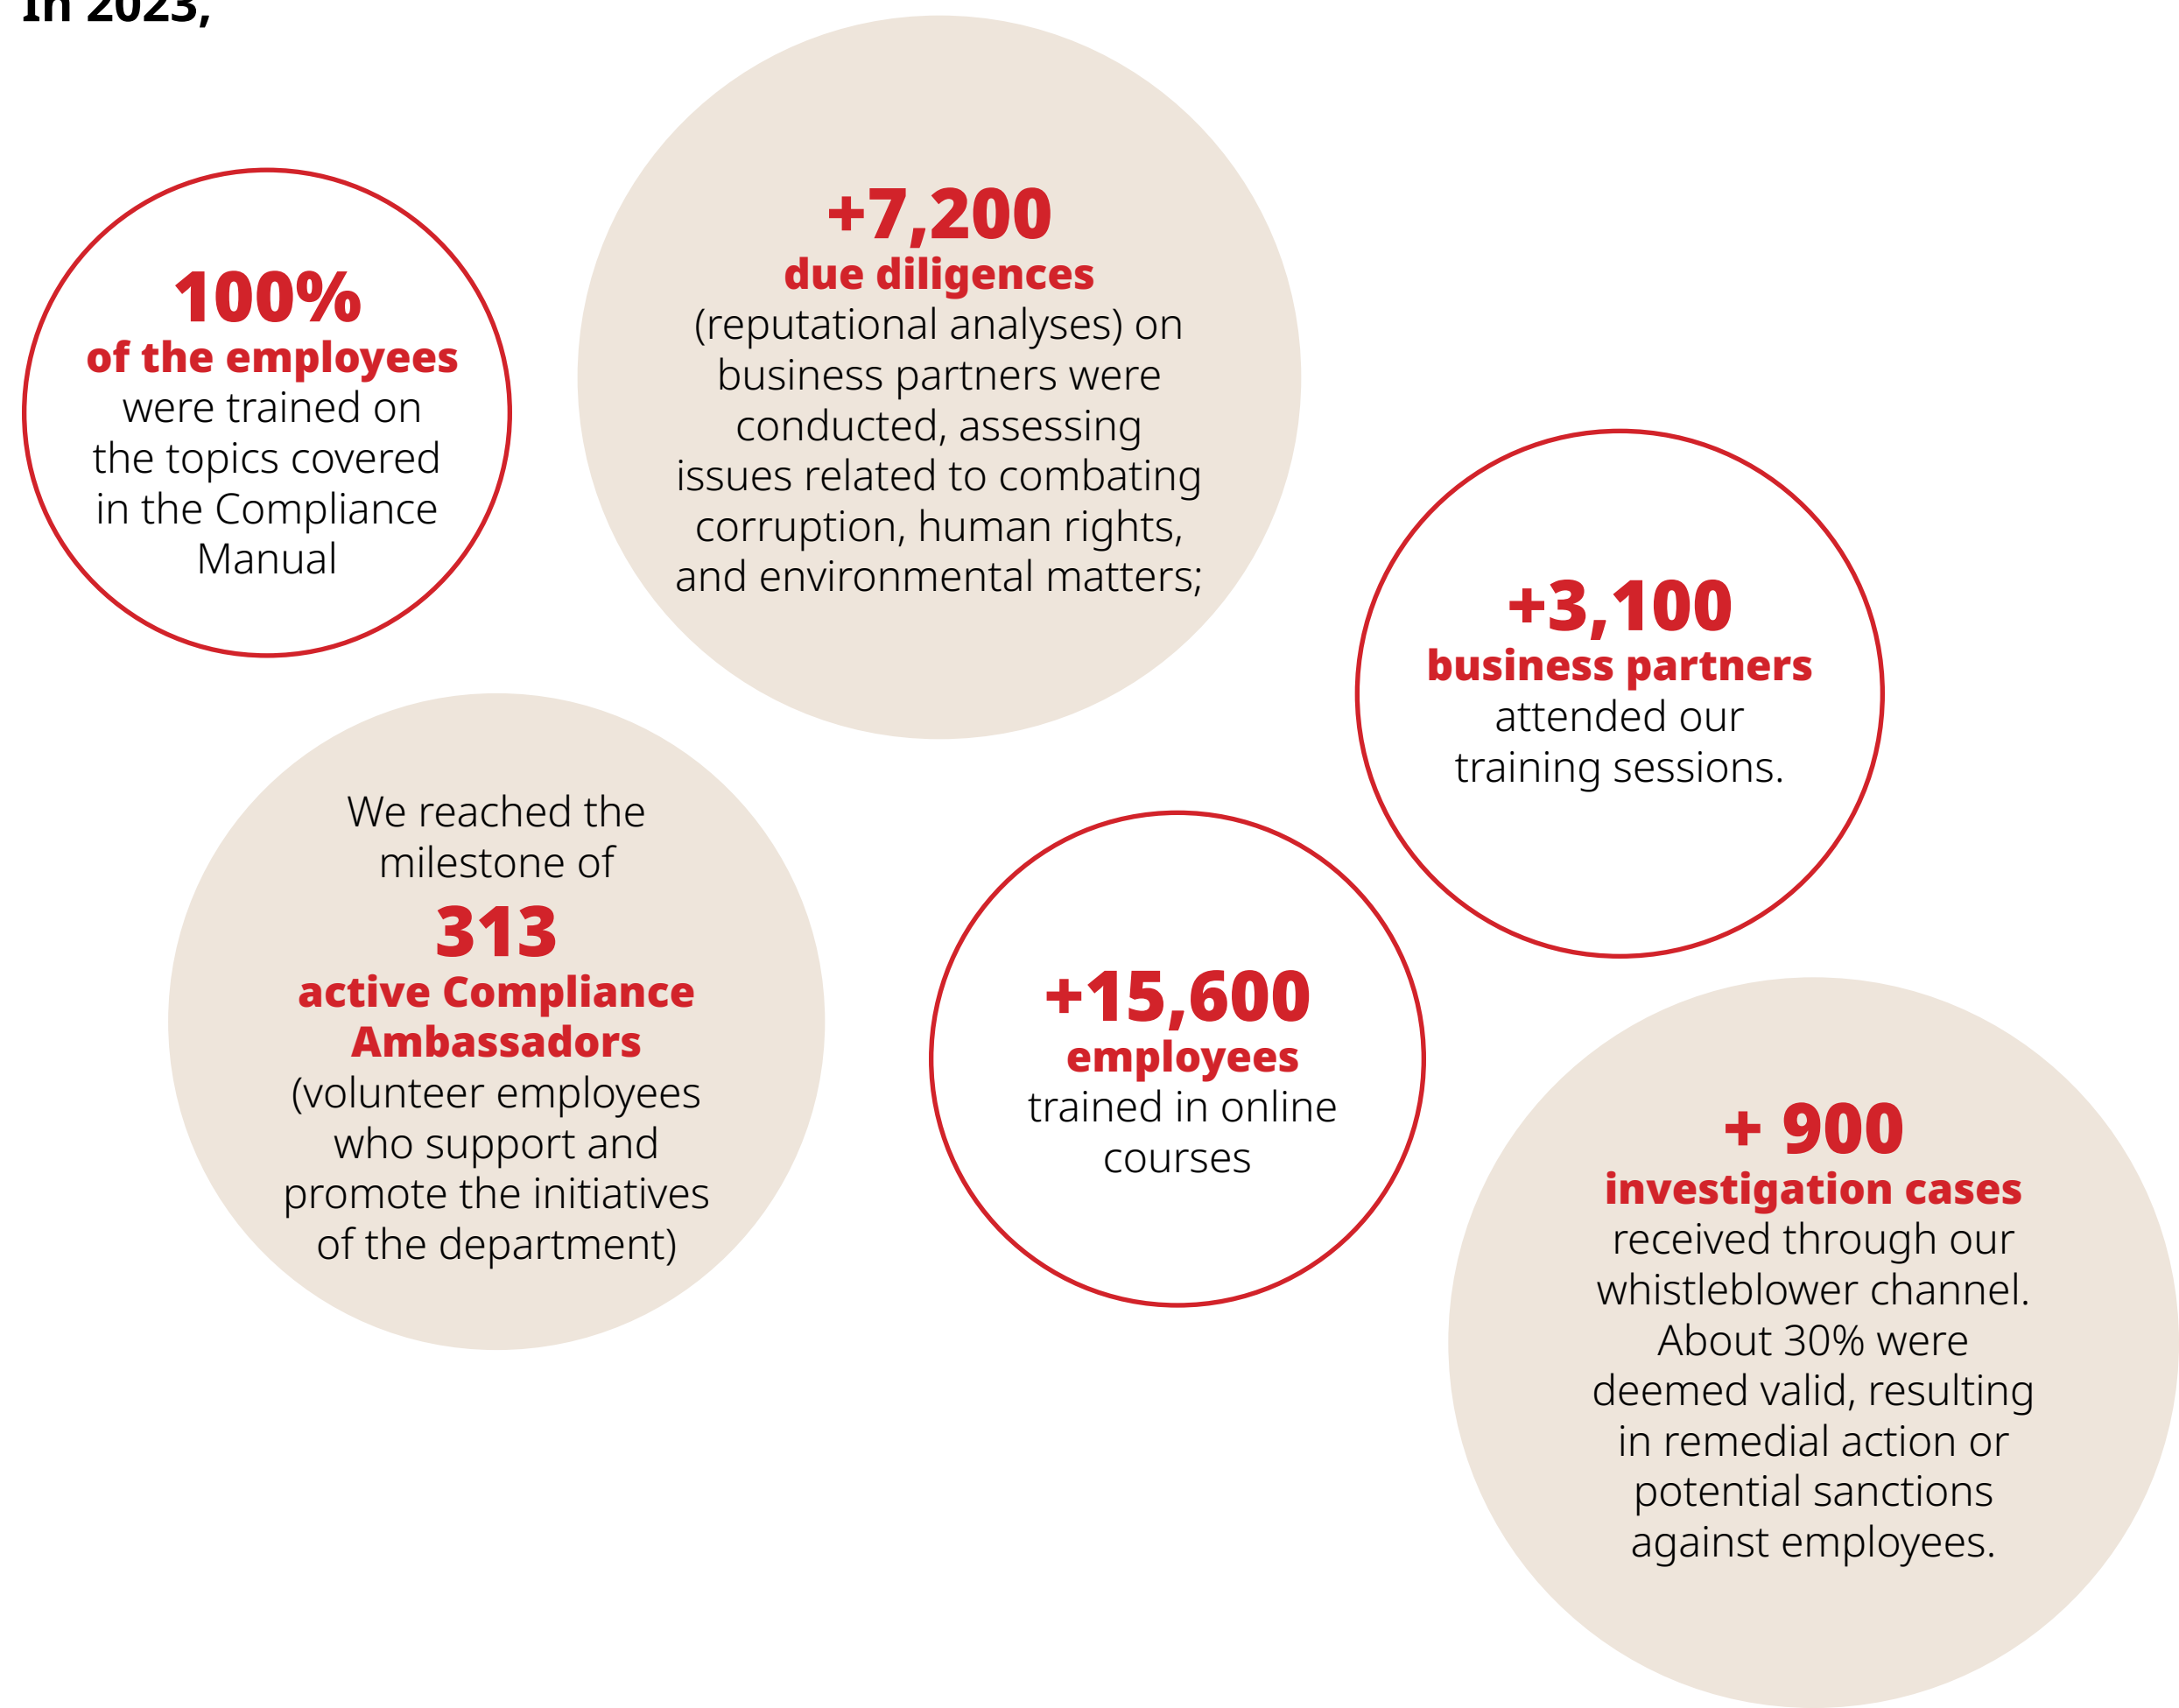 In 2023,
100%
of the employees
were trained on
the topics covered
in the Compliance
Manual
+7,200
due diligences
(reputational analyses) on
business partners were
conducted, assessing
issues related to combating
corruption, human rights,
and environmental matters;
+3,100
business partners
attended our
training sessions.
We reached the
milestone of
313
active Compliance
Ambassadors
(volunteer employees
who support and
promote the initiatives
of the department)
+15,600
employees
trained in online
courses
+ 900
investigation cases
received through our
whistleblower channel.
About 30% were
deemed valid, resulting
in remedial action or
potential sanctions
against employees.